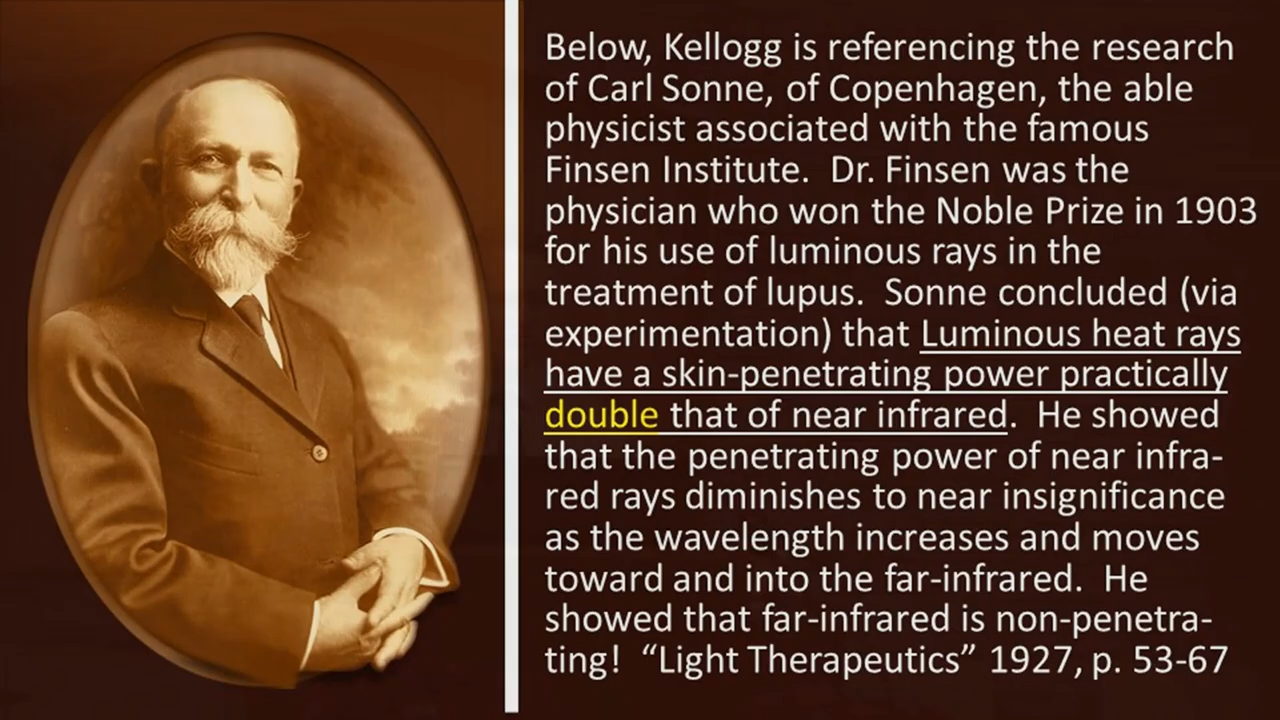 Below, Kellogg is referencing the research
of Carl Sonne, of Copenhagen, the able
physicist associated with the famous
Finsen Institute.  Dr. Finsen was the
physician who won the Noble Prize in 1903
for his use of luminous rays in the
treatment of lupus.  Sonne concluded (via
experimentation) that Luminous heat rays
have a skin-penetrating power practically
double that of near infrared.  He showed
that the penetrating power of near infra-
red rays diminishes to near insignificance
as the wavelength increases and moves
toward and into the far-infrared.  He
showed that far-infrared is non-penetra-
ting!  “Light Therapeutics” 1927, p. 53-67